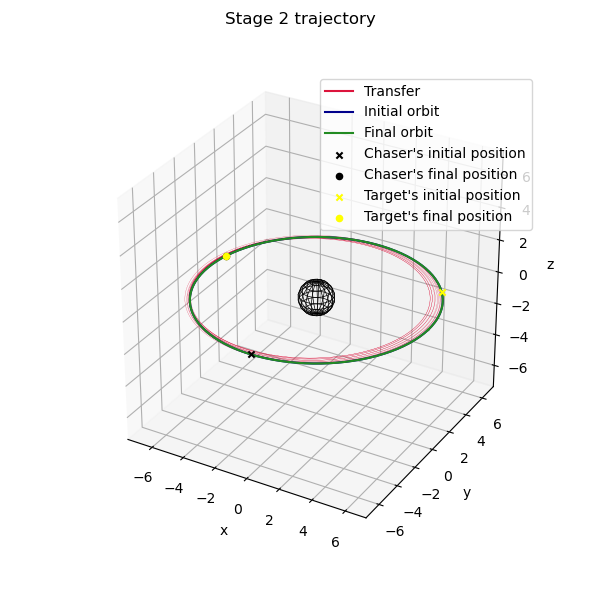 Stage 2 trajectory
Transfer
Initial orbit
Final orbit
Chaser's initial position
Chaser's final position
Target's initial position
Target's final position
6
4
2
0
−2
−4
−6
z
6
4
2
0
−2
−4
−6
y
−6
−4
−2
0
2
4
6
x